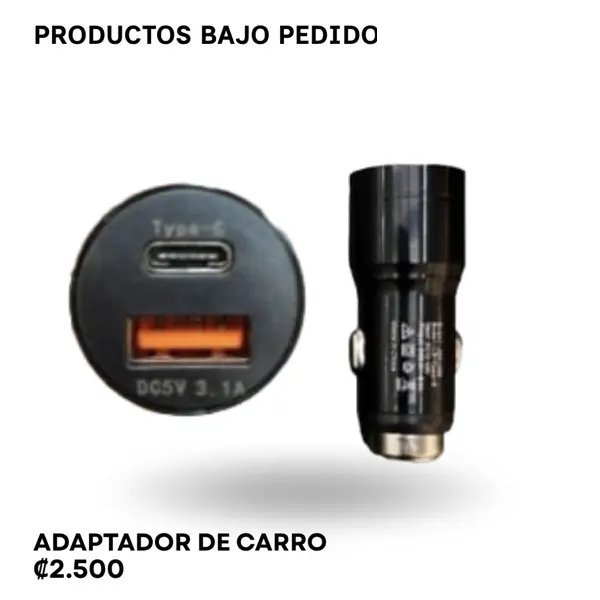 PRODUCTOS BAJO PEDIDO
Type-C
DC5V 3.1A
ADAPTADOR DE CARRO
₡2.500